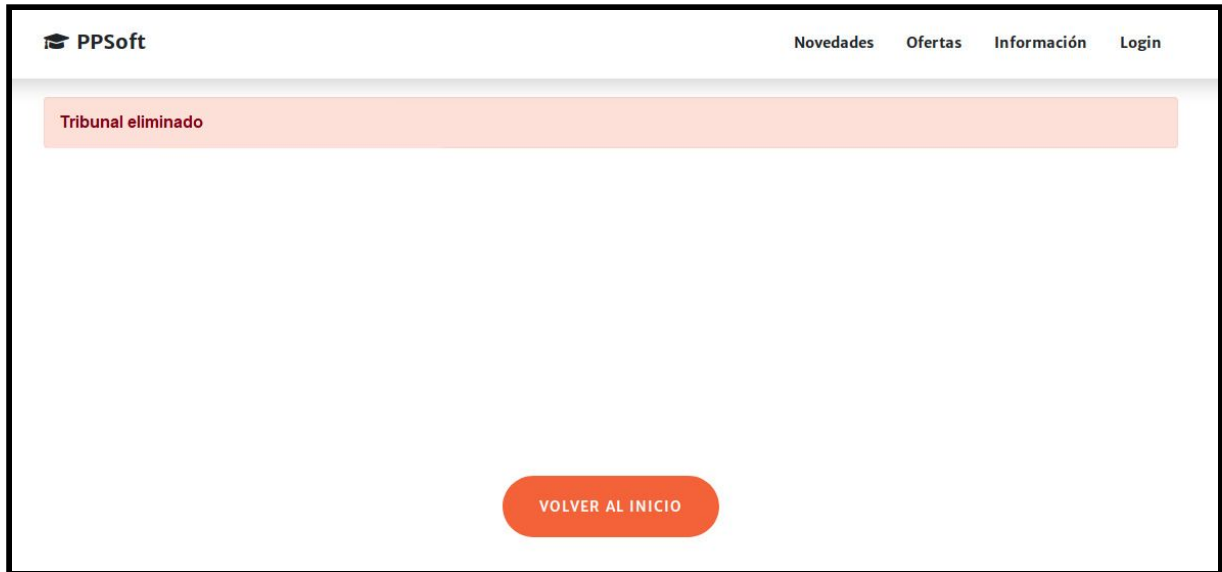 PPSoft
Novedades Ofertas Información Login
Tribunal eliminado
VOLVER AL INICIO